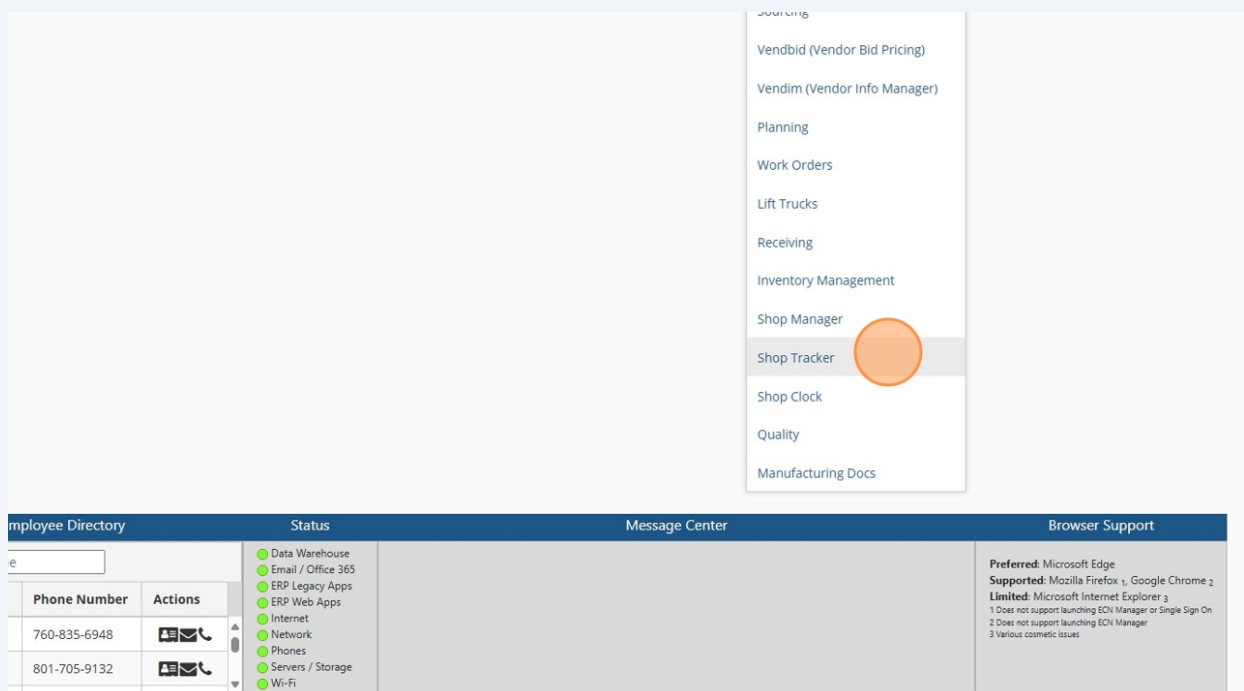 Sourcing
Vendbid (Vendor Bid Pricing)
Vendim (Vendor Info Manager)
Planning
Work Orders
Lift Trucks
Receiving
Inventory Management
Shop Manager
Shop Tracker
Shop Clock
Quality
Manufacturing Docs
mployee Directory
e
Phone Number Actions
760-835-6948
801-705-9132
Status
Data Warehouse
Email / Office 365
ERP Legacy Apps
ERP Web Apps
Internet
Network
Phones
Servers / Storage
Wi-Fi
Message Center
Browser Support
Preferred: Microsoft Edge
Supported: Mozilla Firefox 1, Google Chrome 2
Limited: Microsoft Internet Explorer 3
1 Does not support launching ECN Manager or Single Sign On
2 Does not support launching ECN Manager
3 Various cosmetic issues